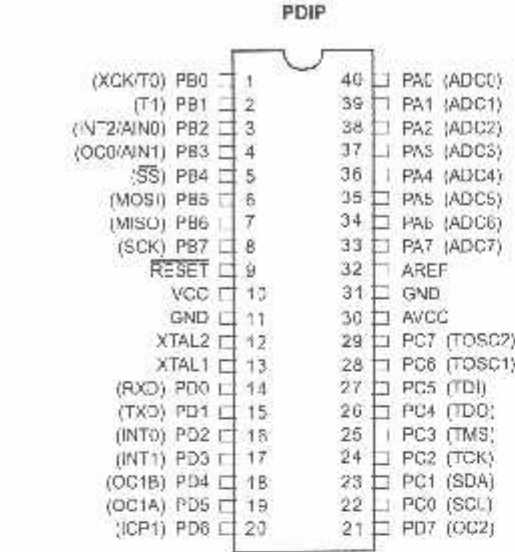 PDIP
(XCK/T0) PB0 1 40 PA0 (ADC0)
(T1) PB1 2 39 PA1 (ADC1)
(INT2/AIN0) PB2 3 38 PA2 (ADC2)
(OC0/AIN1) PB3 4 37 PA3 (ADC3)
(SS) PB4 5 36 PA4 (ADC4)
(MOSI) PB5 6 35 PA5 (ADC5)
(MISO) PB6 7 34 PA6 (ADC6)
(SCK) PB7 8 33 PA7 (ADC7)
RESET 9 32 AREF
VCC 10 31 GND
GND 11 30 AVCC
XTAL2 12 29 PC7 (TOSC2)
XTAL1 13 28 PC6 (TOSC1)
(RXD) PD0 14 27 PC5 (TDI)
(TXD) PD1 15 26 PC4 (TDO)
(INT0) PD2 16 25 PC3 (TMS)
(INT1) PD3 17 24 PC2 (TCK)
(OC1B) PD4 18 23 PC1 (SDA)
(OC1A) PD5 19 22 PC0 (SCL)
(ICP1) PD6 20 21 PD7 (OC2)